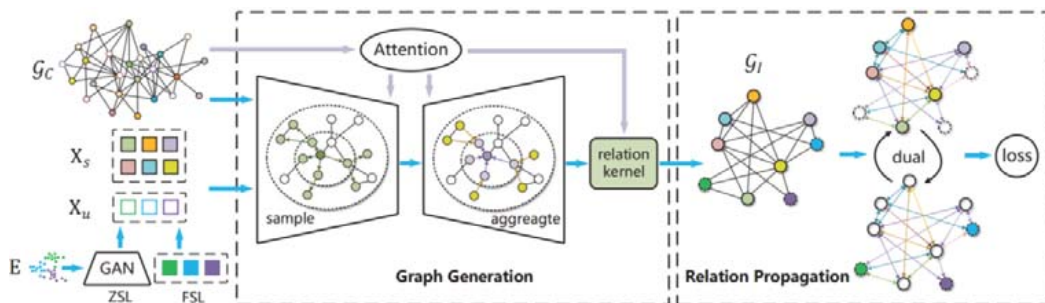 Attention
𝒢_C
𝒢_I
X_s
relation
kernel
dual
loss
X_u
sample
aggreagte
E
GAN
ZSL
FSL
Graph Generation
Relation Propagation